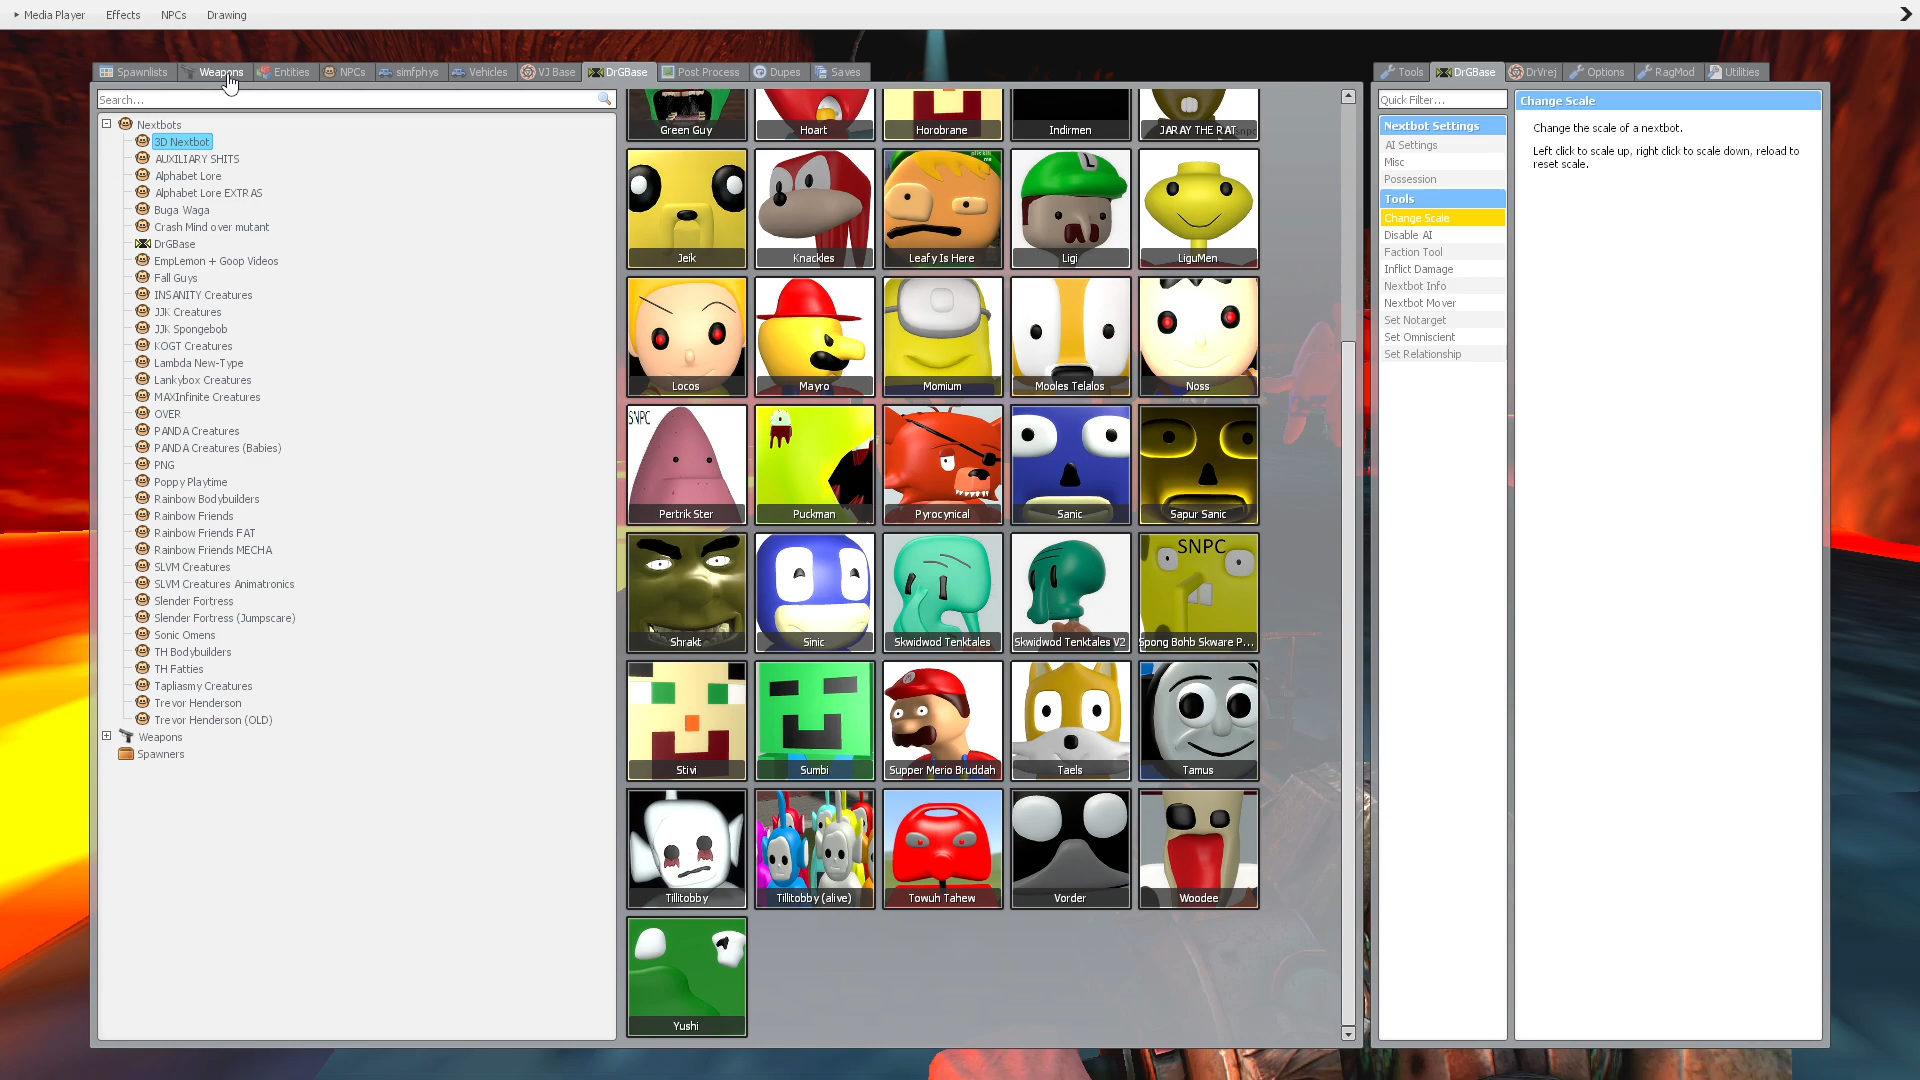 Media Player Effects NPCs Drawing
Spawnlists Weapons Entities NPCs simfphys Vehicles VJ Base DrGBase Post Process Dupes Saves
Search...
Nextbots
3D Nextbot
AUXILIARY SHITS
Alphabet Lore
Alphabet Lore EXTRAS
Buga Waga
Crash Mind over mutant
DrGBase
EmpLemon + Goop Videos
Fall Guys
INSANITY Creatures
JJK Creatures
JJK Spongebob
KOGT Creatures
Lambda New-Type
Lankybox Creatures
MAXInfinite Creatures
OVER
PANDA Creatures
PANDA Creatures (Babies)
PNG
Poppy Playtime
Rainbow Bodybuilders
Rainbow Friends
Rainbow Friends FAT
Rainbow Friends MECHA
SLVM Creatures
SLVM Creatures Animatronics
Slender Fortress
Slender Fortress (Jumpscare)
Sonic Omens
TH Bodybuilders
TH Fatties
Tapliasmy Creatures
Trevor Henderson
Trevor Henderson (OLD)
Weapons
Spawners
Green Guy Hoart Horobrane Indirmen JARAY THE RAT
Jeik Knackles Leafy Is Here Ligi LiguMen
L
Locos Mayro Momium Mooles Telalos Noss
SNPC
Pertrik Ster Puckman Pyrocynical Sanic Sapur Sanic
SNPC
Shrakt Sinic Skwidwod Tenktales Skwidwod Tenktales V2 Spong Bohb Skware P...
Stivi Sumbi Supper Merio Bruddah Taels Tamus
Tillitobby Tillitobby (alive) Towuh Tahew Vorder Woodee
Yushi
Tools DrGBase DrVrej Options RagMod Utilities
Quick Filter...
Nextbot Settings
AI Settings
Misc
Possession
Tools
Change Scale
Disable AI
Faction Tool
Inflict Damage
Nextbot Info
Nextbot Mover
Set Notarget
Set Omniscient
Set Relationship
Change Scale
Change the scale of a nextbot.
Left click to scale up, right click to scale down, reload to
reset scale.